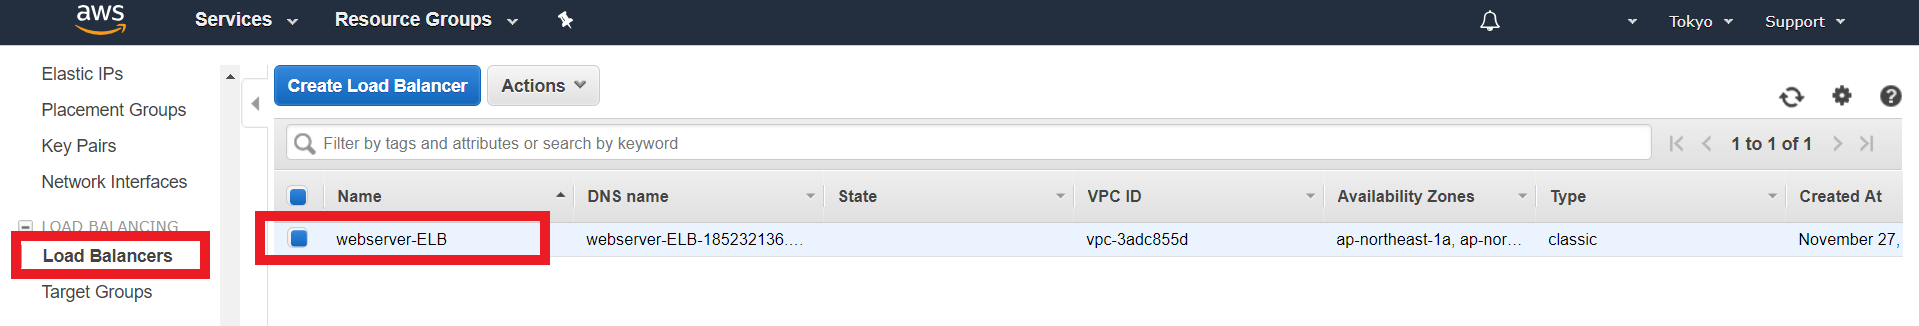 aws Services Resource Groups Tokyo Support
Elastic IPs
Placement Groups
Key Pairs
Network Interfaces
LOAD BALANCING
Load Balancers
Target Groups
Create Load Balancer Actions
Filter by tags and attributes or search by keyword 1 to 1 of 1
Name DNS name State VPC ID Availability Zones Type Created At
webserver-ELB webserver-ELB-185232136.... vpc-3adc855d ap-northeast-1a, ap-nor... classic November 27,